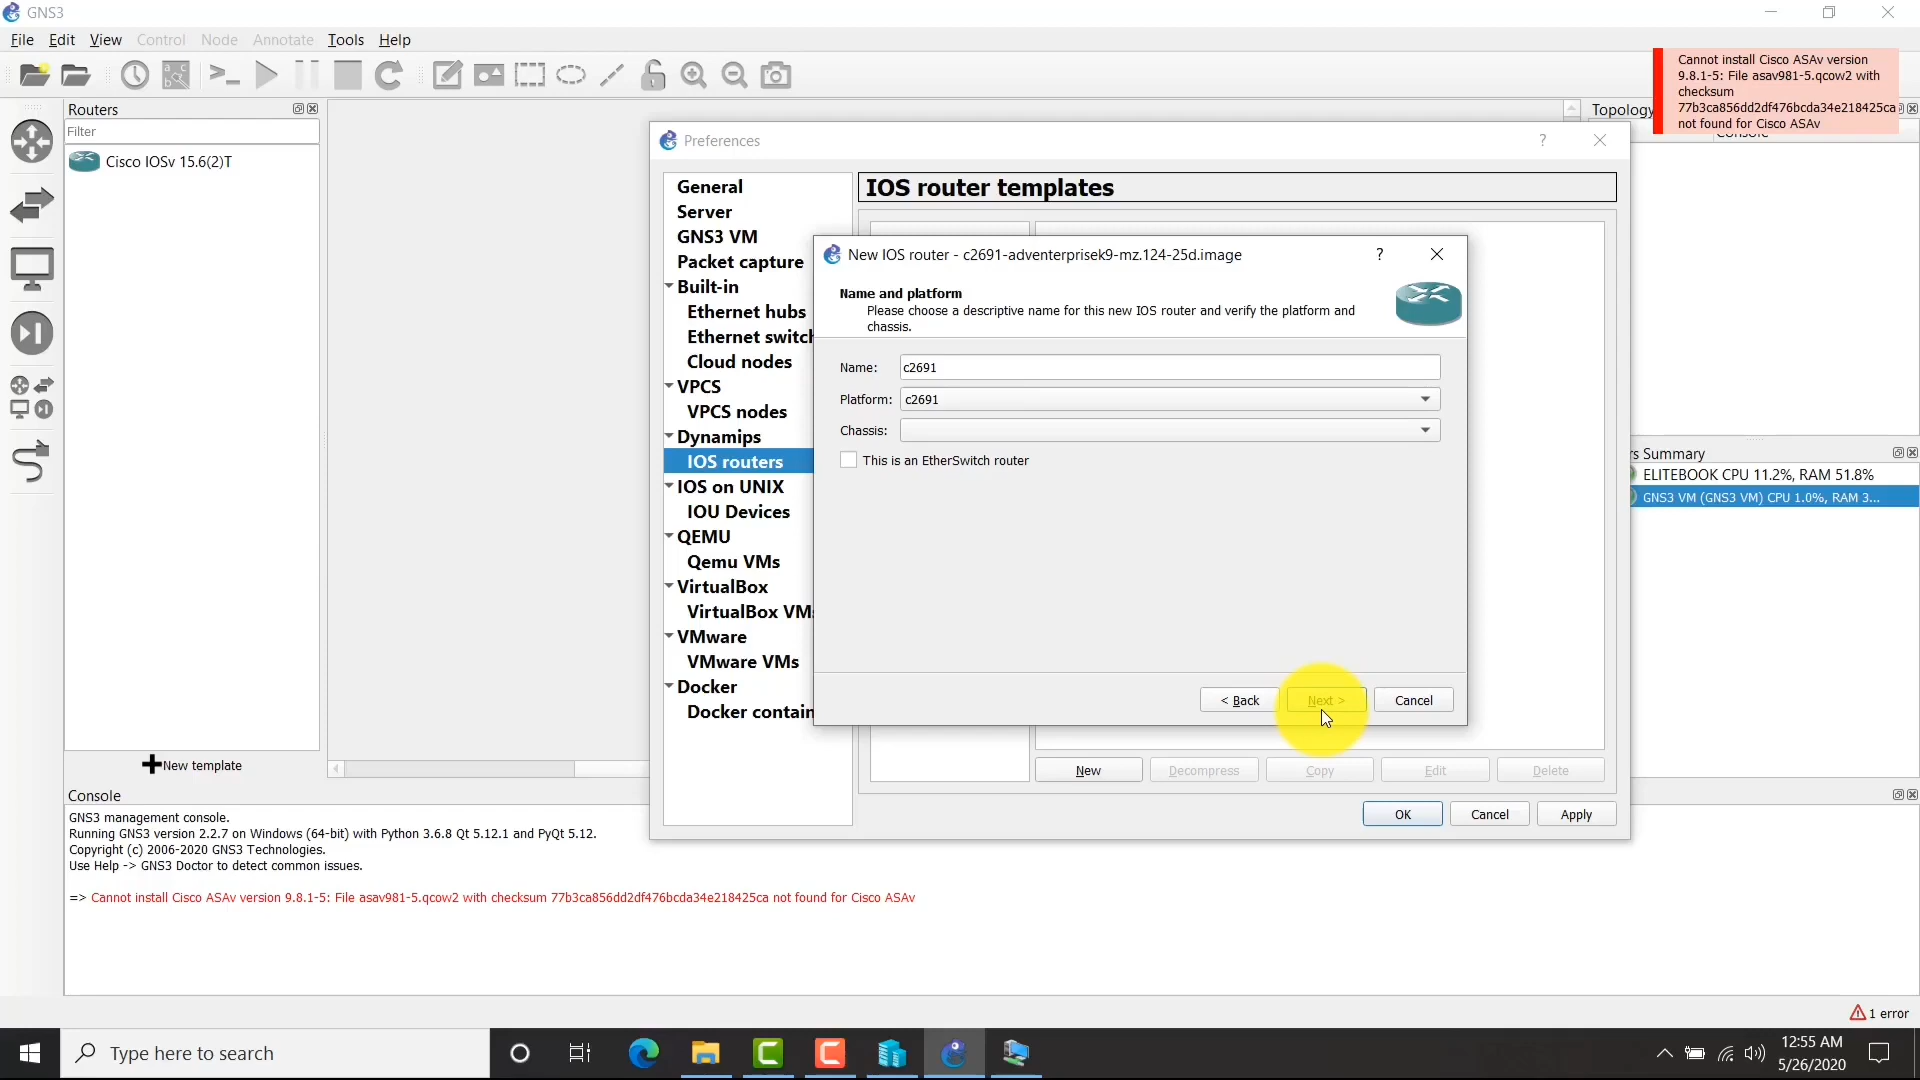 GNS3
File Edit View Control Node Annotate Tools Help
Cannot install Cisco ASAv version
9.8.1-5: File asav981-5.qcow2 with
checksum
77b3ca856dd2df476bcda34e218425ca
not found for Cisco ASAv
Routers
Filter
Cisco IOSv 15.6(2)T
New template
Topology
Console
Preferences
General
Server
GNS3 VM
Packet capture
Built-in
Ethernet hubs
Ethernet switch
Cloud nodes
VPCS
VPCS nodes
Dynamips
IOS routers
IOS on UNIX
IOU Devices
QEMU
Qemu VMs
VirtualBox
VirtualBox VM
VMware
VMware VMs
Docker
Docker contain
IOS router templates
New IOS router - c2691-adventerprisek9-mz.124-25d.image
Name and platform
Please choose a descriptive name for this new IOS router and verify the platform and
chassis.
Name: c2691
Platform: c2691
Chassis:
This is an EtherSwitch router
< Back Next > Cancel
New Decompress Copy Edit Delete
OK Cancel Apply
rs Summary
ELITEBOOK CPU 11.2%, RAM 51.8%
GNS3 VM (GNS3 VM) CPU 1.0%, RAM 3...
Console
GNS3 management console.
Running GNS3 version 2.2.7 on Windows (64-bit) with Python 3.6.8 Qt 5.12.1 and PyQt 5.12.
Copyright (c) 2006-2020 GNS3 Technologies.
Use Help -> GNS3 Doctor to detect common issues.
=> Cannot install Cisco ASAv version 9.8.1-5: File asav981-5.qcow2 with checksum 77b3ca856dd2df476bcda34e218425ca not found for Cisco ASAv
1 error
Type here to search
12:55 AM
5/26/2020